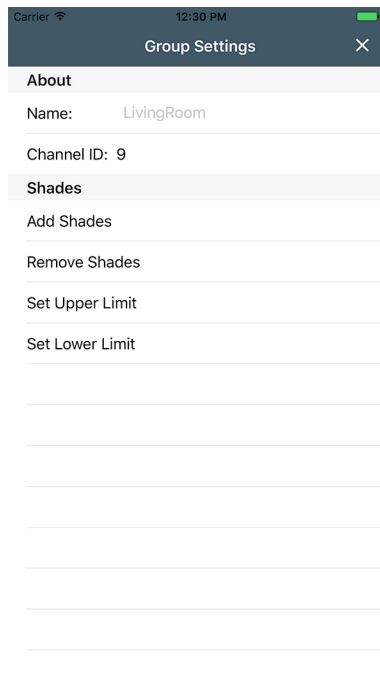 Carrier 12:30 PM
Group Settings
About
Name: LivingRoom
Channel ID: 9
Shades
Add Shades
Remove Shades
Set Upper Limit
Set Lower Limit